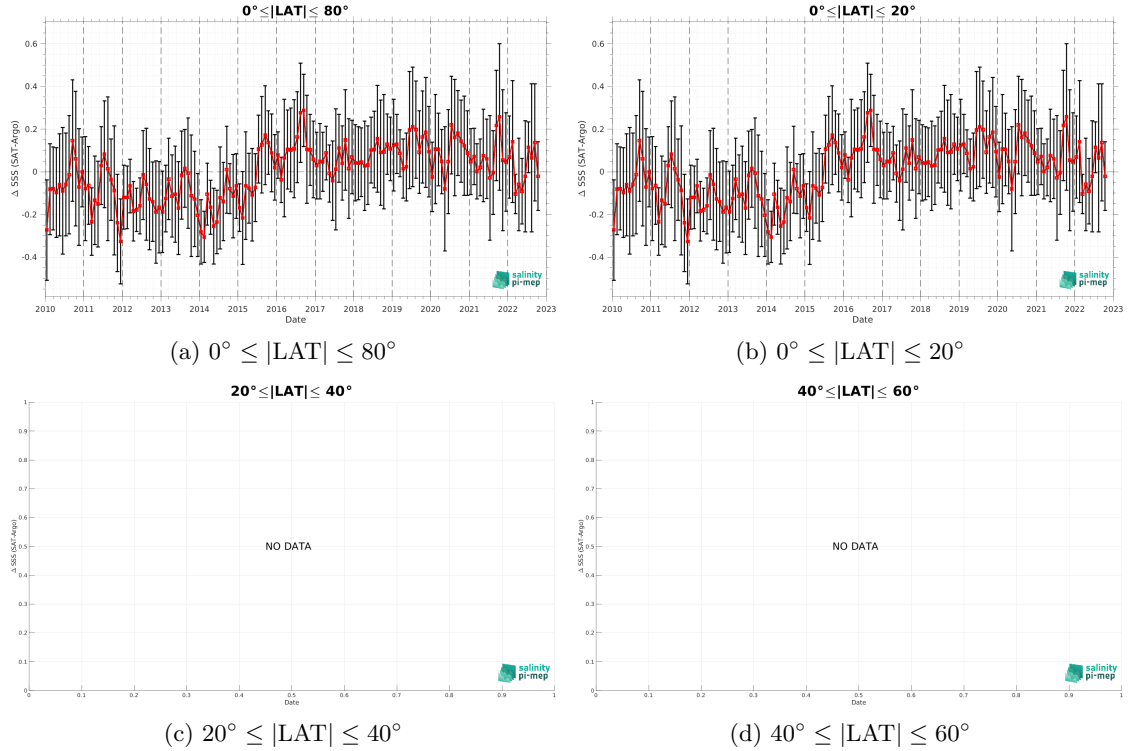 0°≤|LAT|≤ 80°
Δ SSS (SAT-Argo)
0.6
0.4
0.2
0
-0.2
-0.4
2010 2011 2012 2013 2014 2015 2016 2017 2018 2019 2020 2021 2022 2023
Date
salinity
pi-mep
(a) 0° ≤ |LAT| ≤ 80°
0°≤|LAT|≤ 20°
Δ SSS (SAT-Argo)
0.6
0.4
0.2
0
-0.2
-0.4
2010 2011 2012 2013 2014 2015 2016 2017 2018 2019 2020 2021 2022 2023
Date
salinity
pi-mep
(b) 0° ≤ |LAT| ≤ 20°
20°≤|LAT|≤ 40°
Δ SSS (SAT-Argo)
1
0.9
0.8
0.7
0.6
0.5
0.4
0.3
0.2
0.1
0
NO DATA
0 0.1 0.2 0.3 0.4 0.5 0.6 0.7 0.8 0.9 1
Date
salinity
pi-mep
(c) 20° ≤ |LAT| ≤ 40°
40°≤|LAT|≤ 60°
Δ SSS (SAT-Argo)
1
0.9
0.8
0.7
0.6
0.5
0.4
0.3
0.2
0.1
0
NO DATA
0 0.1 0.2 0.3 0.4 0.5 0.6 0.7 0.8 0.9 1
Date
salinity
pi-mep
(d) 40° ≤ |LAT| ≤ 60°